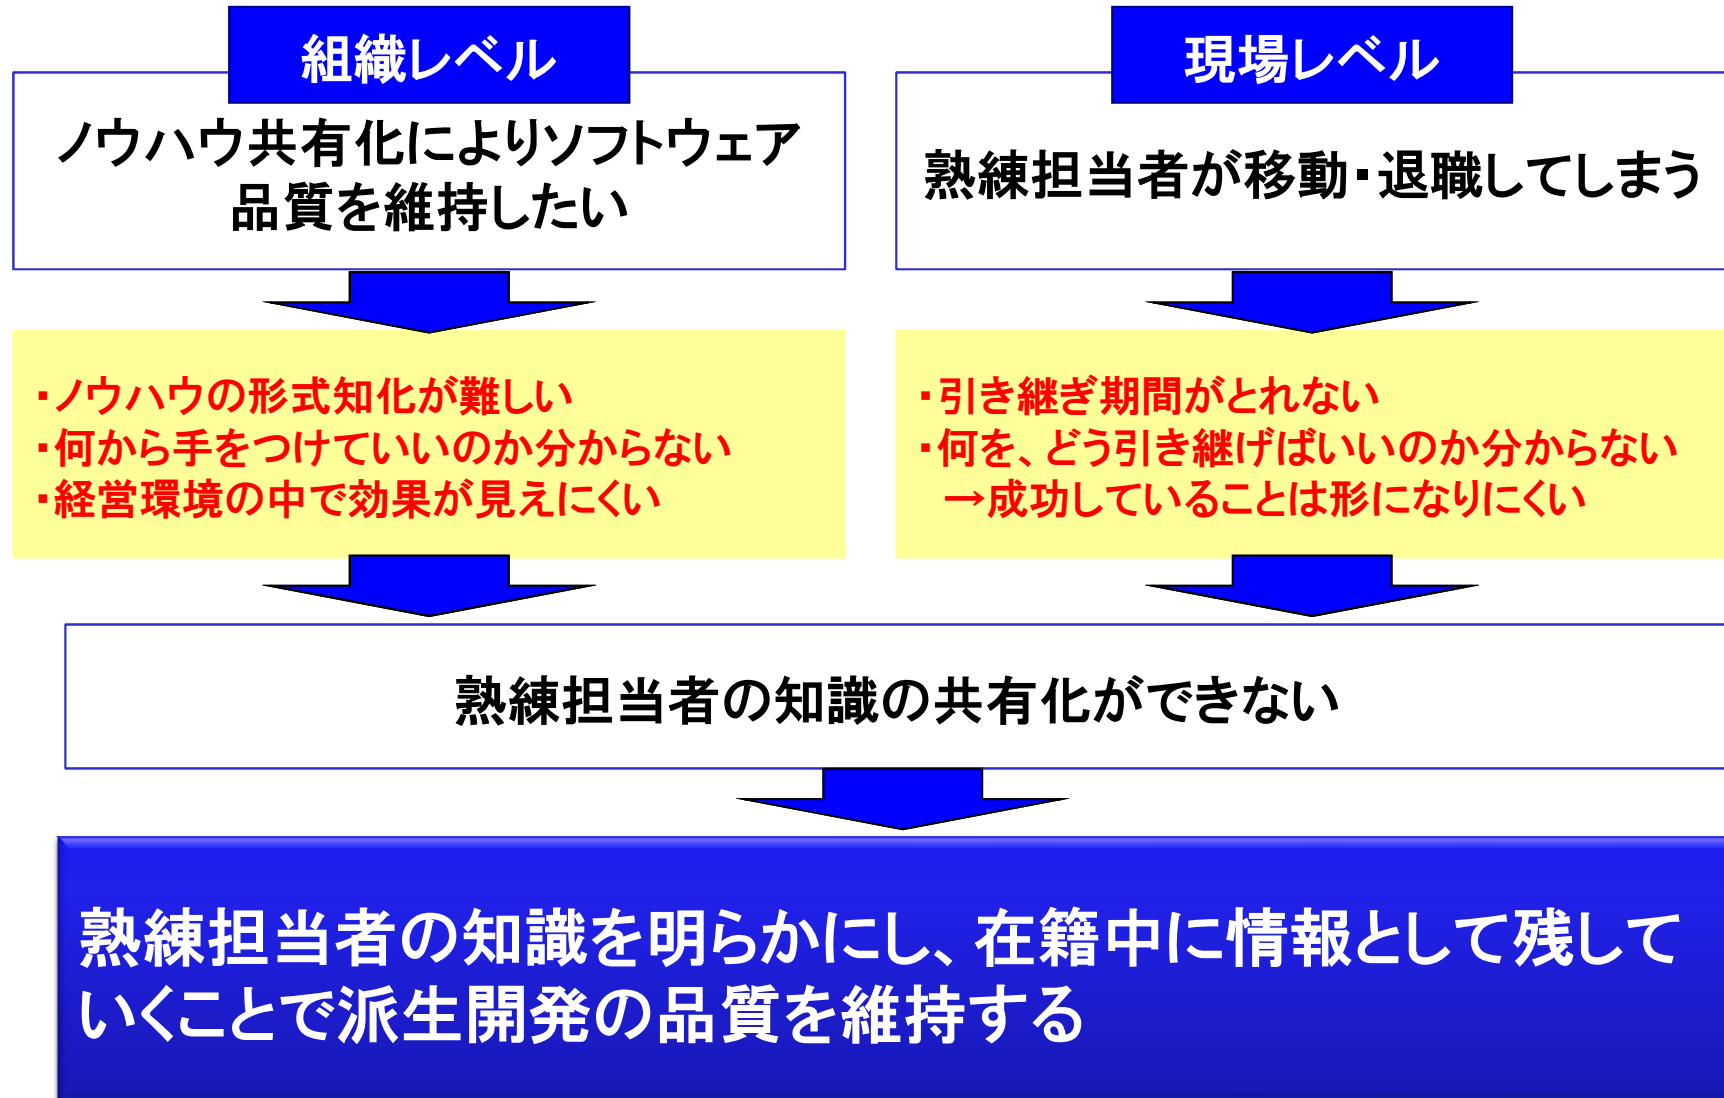 組織レベル
ノウハウ共有化によりソフトウェア
品質を維持したい
・ノウハウの形式知化が難しい
・何から手をつけていいのか分からない
・経営環境の中で効果が見えにくい
現場レベル
熟練担当者が移動・退職してしまう
・引き継ぎ期間がとれない
・何を、どう引き継げばいいのか分からない
→成功していることは形になりにくい
熟練担当者の知識の共有化ができない
熟練担当者の知識を明らかにし、在籍中に情報として残して
いくことで派生開発の品質を維持する